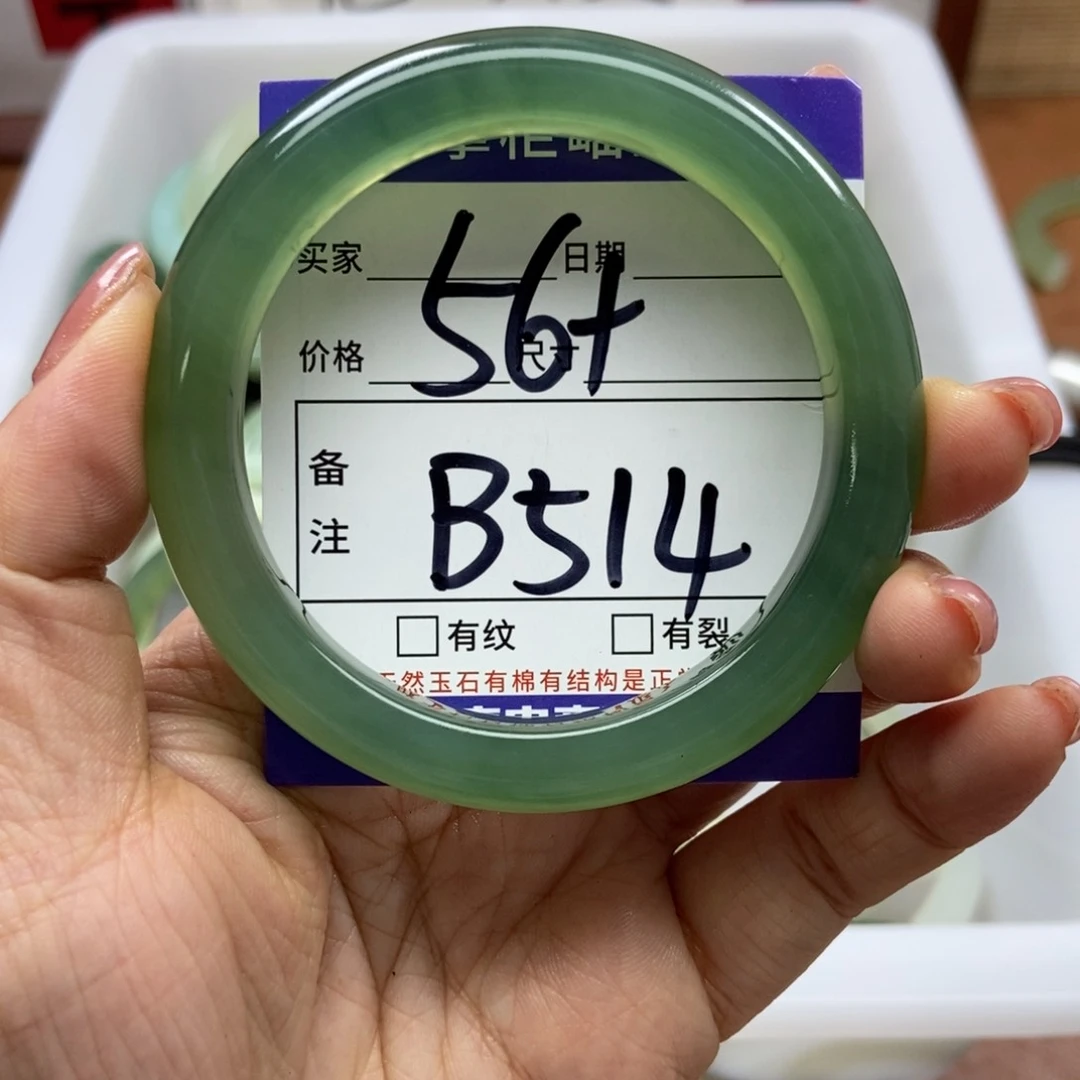 买家 日期
56+
价格 尺寸
备注
B514
□有纹 □有裂
然玉石有棉有结构是正